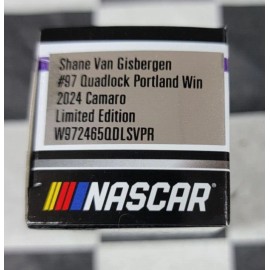 Shane Van Gisbergen
#97 Quadlock Portland Win
2024 Camaro
Limited Edition
W972465QDLSVPR
NASCAR